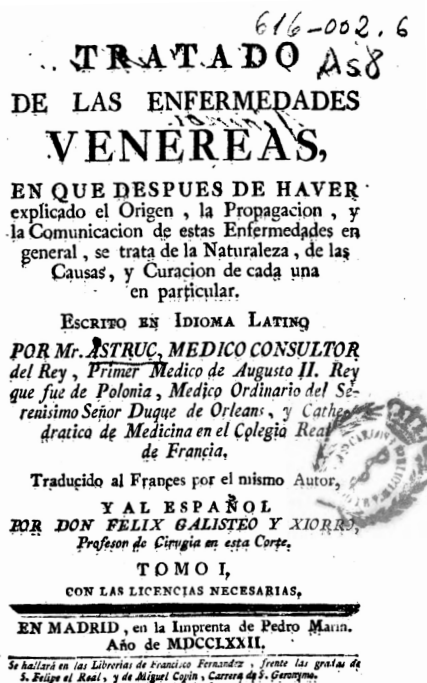 616-002.6
As8
TRATADO
DE LAS ENFERMEDADES
VENEREAS,
EN QUE DESPUES DE HAVER
explicado el Origen, la Propagacion, y
la Comunicacion de estas Enfermedades en
general, se trata de la Naturaleza, de las
Causas, y Curacion de cada una
en particular.
ESCRITO EN IDIOMA LATINO
POR Mr. ASTRUC, MEDICO CONSULTOR
del Rey, Primer Medico de Augusto II. Rey
que fue de Polonia, Medico Ordinario del Se-
renisimo Señor Duque de Orleans, y Cathe-
dratico de Medicina en el Colegio Real
de Francia,
Traducido al Frances por el mismo Autor,
Y AL ESPAÑOL
POR DON FELIX GALISTEO Y XIORRO,
Profesor de Cirugia en esta Corte.
TOMO I,
CON LAS LICENCIAS NECESARIAS,
EN MADRID, en la Imprenta de Pedro Marin.
Año de MDCCLXXII.
Se hallará en las Librerias de Francisco Fernandez, frente las gradas de
S. Felipe el Real, y de Miguel Copin, Carrera de S. Geronymo.